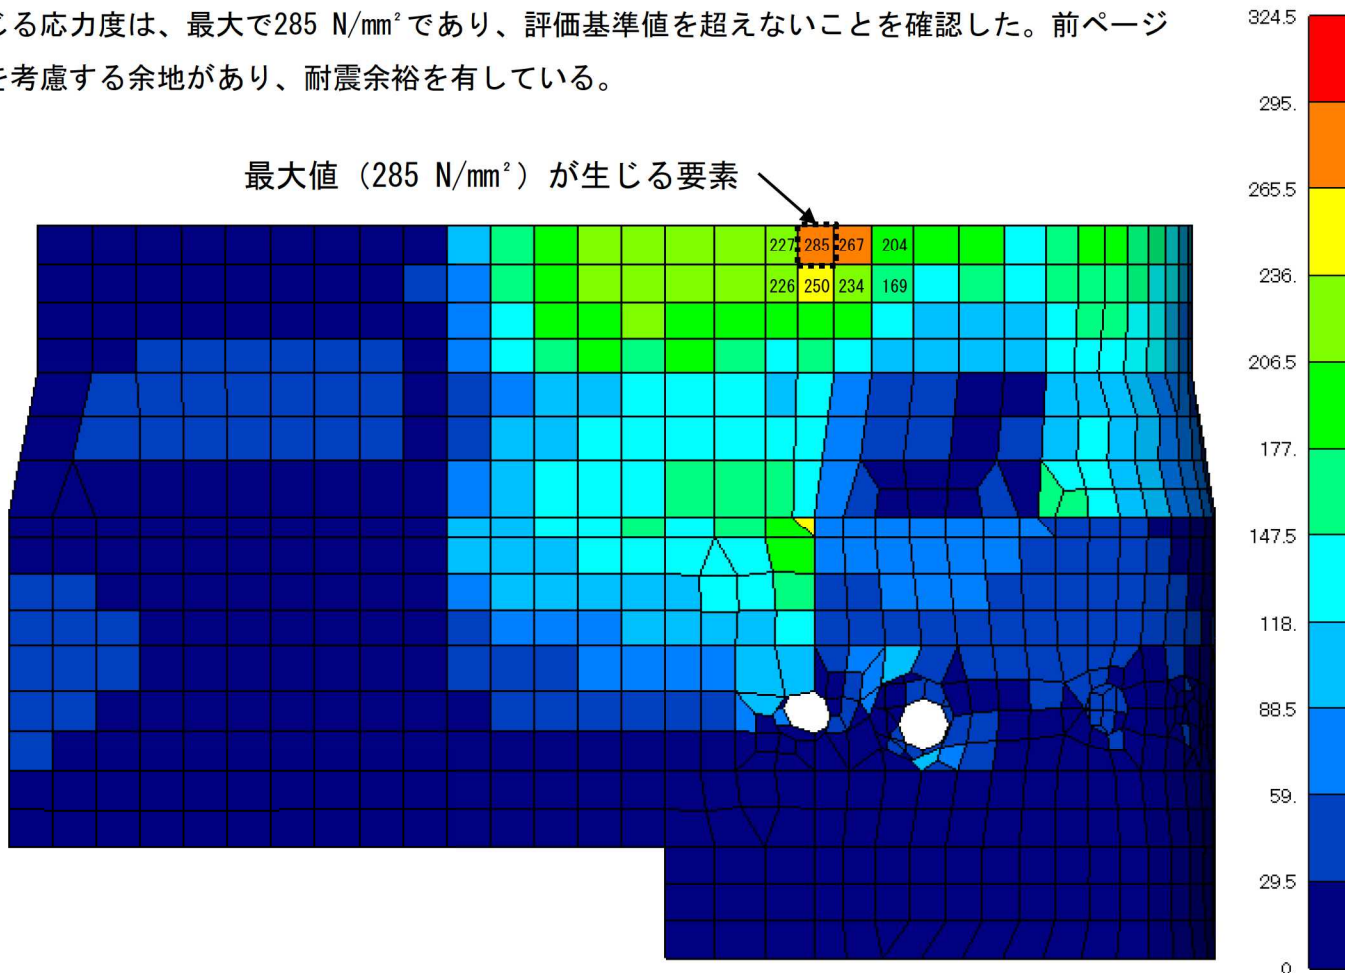 じる応力度は、最大で285 N/mm²であり、評価基準値を超えないことを確認した。前ページ
を考慮する余地があり、耐震余裕を有している。
最大値（285 N/mm²）が生じる要素
227 285 267 204
226 250 234 169
324.5
295.
265.5
236.
206.5
177.
147.5
118.
88.5
59.
29.5
0.